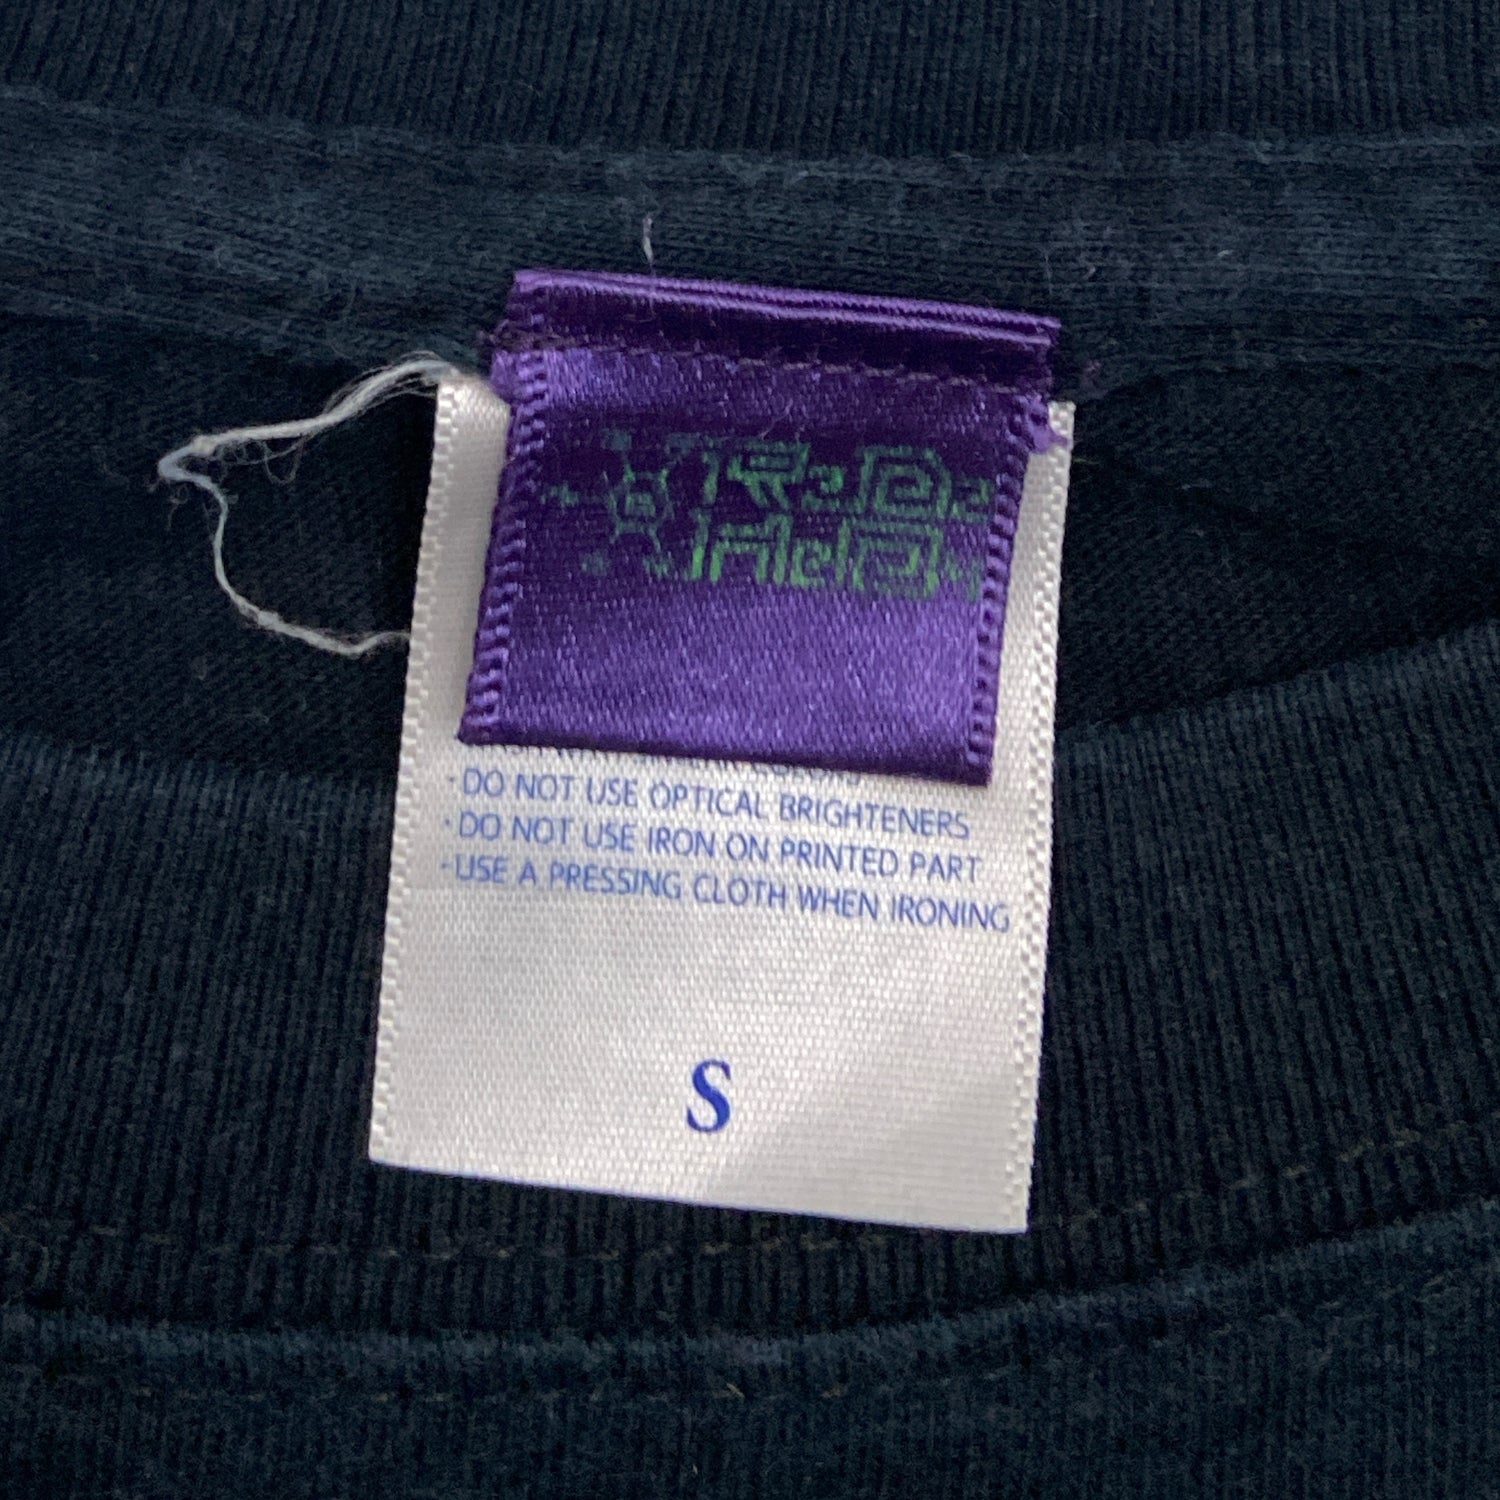 · DO NOT USE OPTICAL BRIGHTENERS
· DO NOT USE IRON ON PRINTED PART
- USE A PRESSING CLOTH WHEN IRONING
S